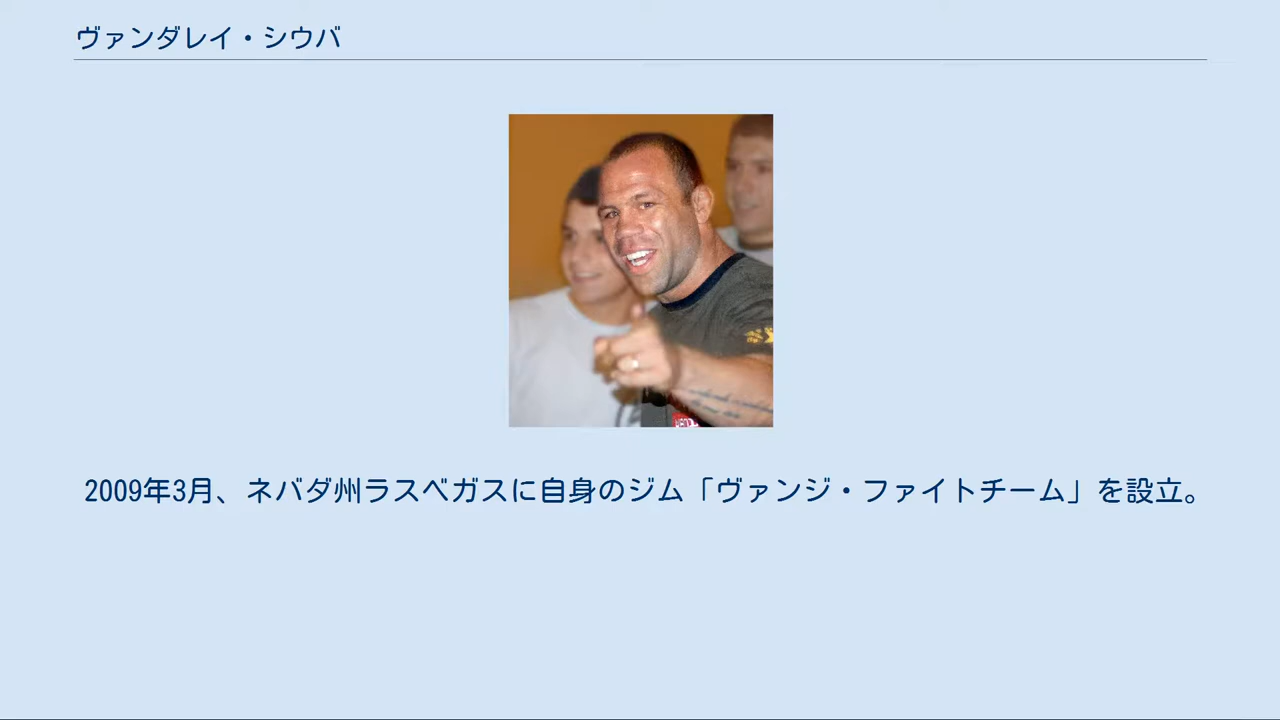 ヴァンダレイ・シウバ
2009年3月、ネバダ州ラスベガスに自身のジム「ヴァンジ・ファイトチーム」を設立。